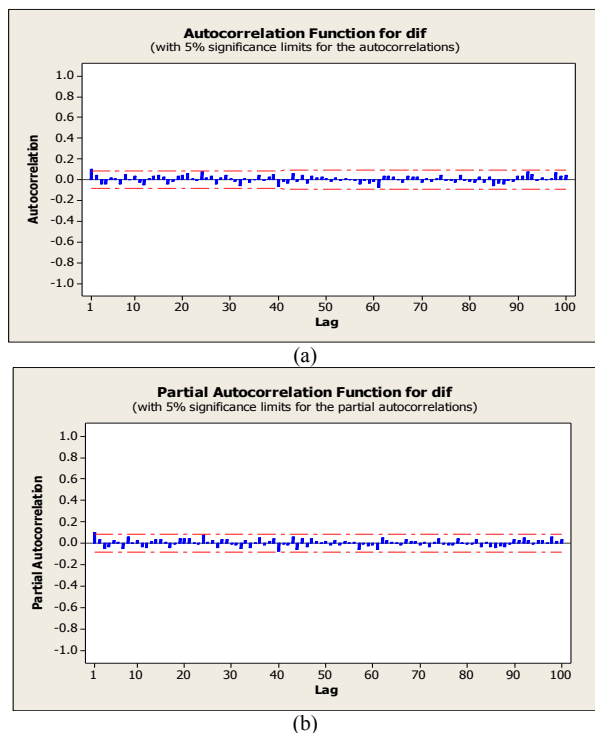 Autocorrelation Function for dif
(with 5% significance limits for the autocorrelations)
1.0
0.8
0.6
0.4
0.2
0.0
-0.2
-0.4
-0.6
-0.8
-1.0
Autocorrelation
1 10 20 30 40 50 60 70 80 90 100
Lag
(a)
Partial Autocorrelation Function for dif
(with 5% significance limits for the partial autocorrelations)
1.0
0.8
0.6
0.4
0.2
0.0
-0.2
-0.4
-0.6
-0.8
-1.0
Partial Autocorrelation
1 10 20 30 40 50 60 70 80 90 100
Lag
(b)